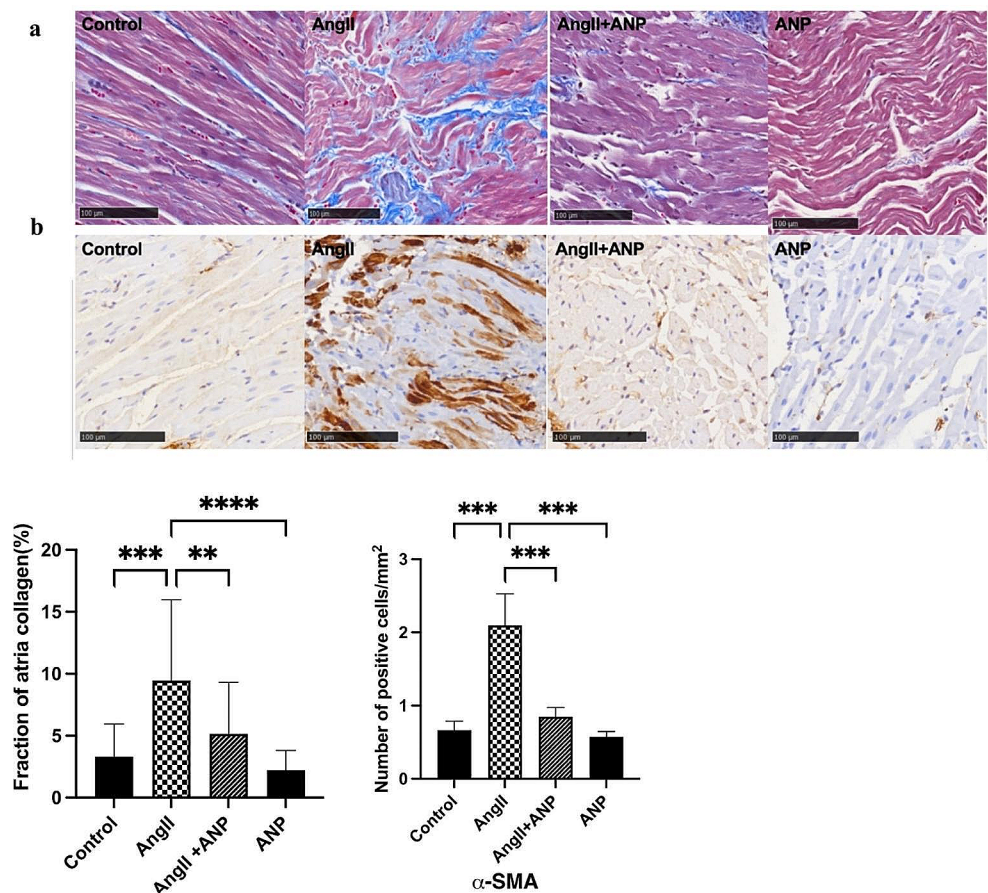 a
Control
AngII
AngII+ANP
ANP
100 µm
100 µm
100 µm
100 µm
b
Control
AngII
AngII+ANP
ANP
100 µm
100 µm
100 µm
100 µm
****
***
**
Fraction of atria collagen(%)
20
15
10
5
0
Control
AngII
AngII +ANP
ANP
***
***
***
Number of positive cells/mm²
3
2
1
0
Control
AngII
AngII+ANP
ANP
α-SMA